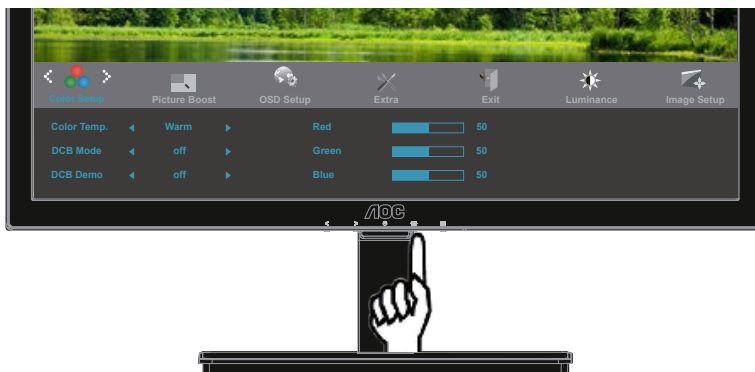 Color Setup Picture Boost OSD Setup Extra Exit Luminance Image Setup
Color Temp. Warm Red 50
DCB Mode off Green 50
DCB Demo off Blue 50
AOC